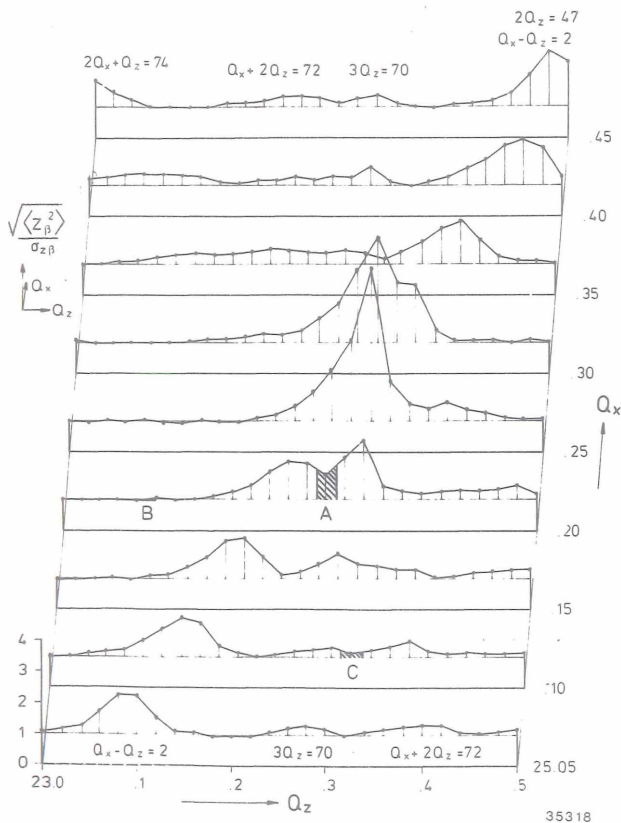 2Qz = 47
Qx - Qz = 2
2Qx + Qz = 74
Qx + 2Qz = 72
3Qz = 70
.45
.40
√⟨Zβ²⟩
σzβ
Qx
Qz
.35
.30
Qx
.25
B
A
.20
.15
4
3
2
1
0
C
.10
Qx - Qz = 2
3Qz = 70
Qx + 2Qz = 72
25.05
23.0
.1
.2
.3
.4
.5
Qz
35318